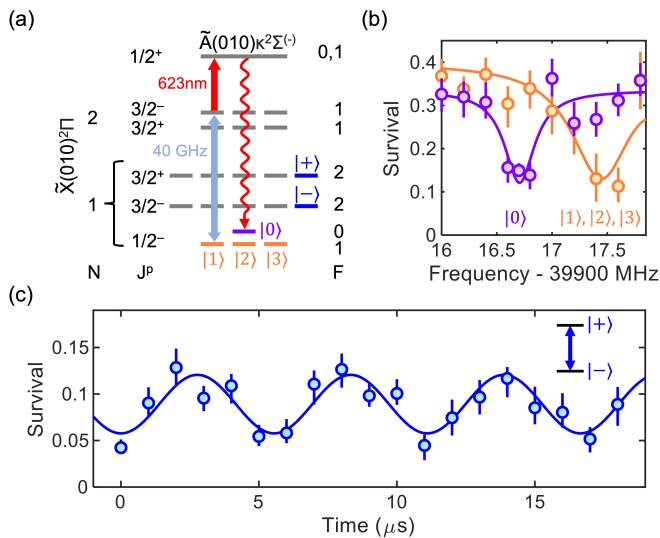 (a)
Ã(010)κ²Σ⁽⁻⁾
1/2⁺ 0,1
623nm
2 3/2⁻ 1
3/2⁺ 1
40 GHz
X̃(010)²Π
|+⟩
1 3/2⁺ 2
|−⟩
3/2⁻ 2
|0⟩ 0
1/2⁻ 1
|1⟩ |2⟩ |3⟩
N Jᵖ F
(b)
Survival
0.4
0.3
0.2
0.1
0
|0⟩ |1⟩, |2⟩, |3⟩
16 16.5 17 17.5
Frequency - 39900 MHz
(c)
Survival
0.15
0.1
0.05
0
|+⟩
|−⟩
0 5 10 15
Time (μs)